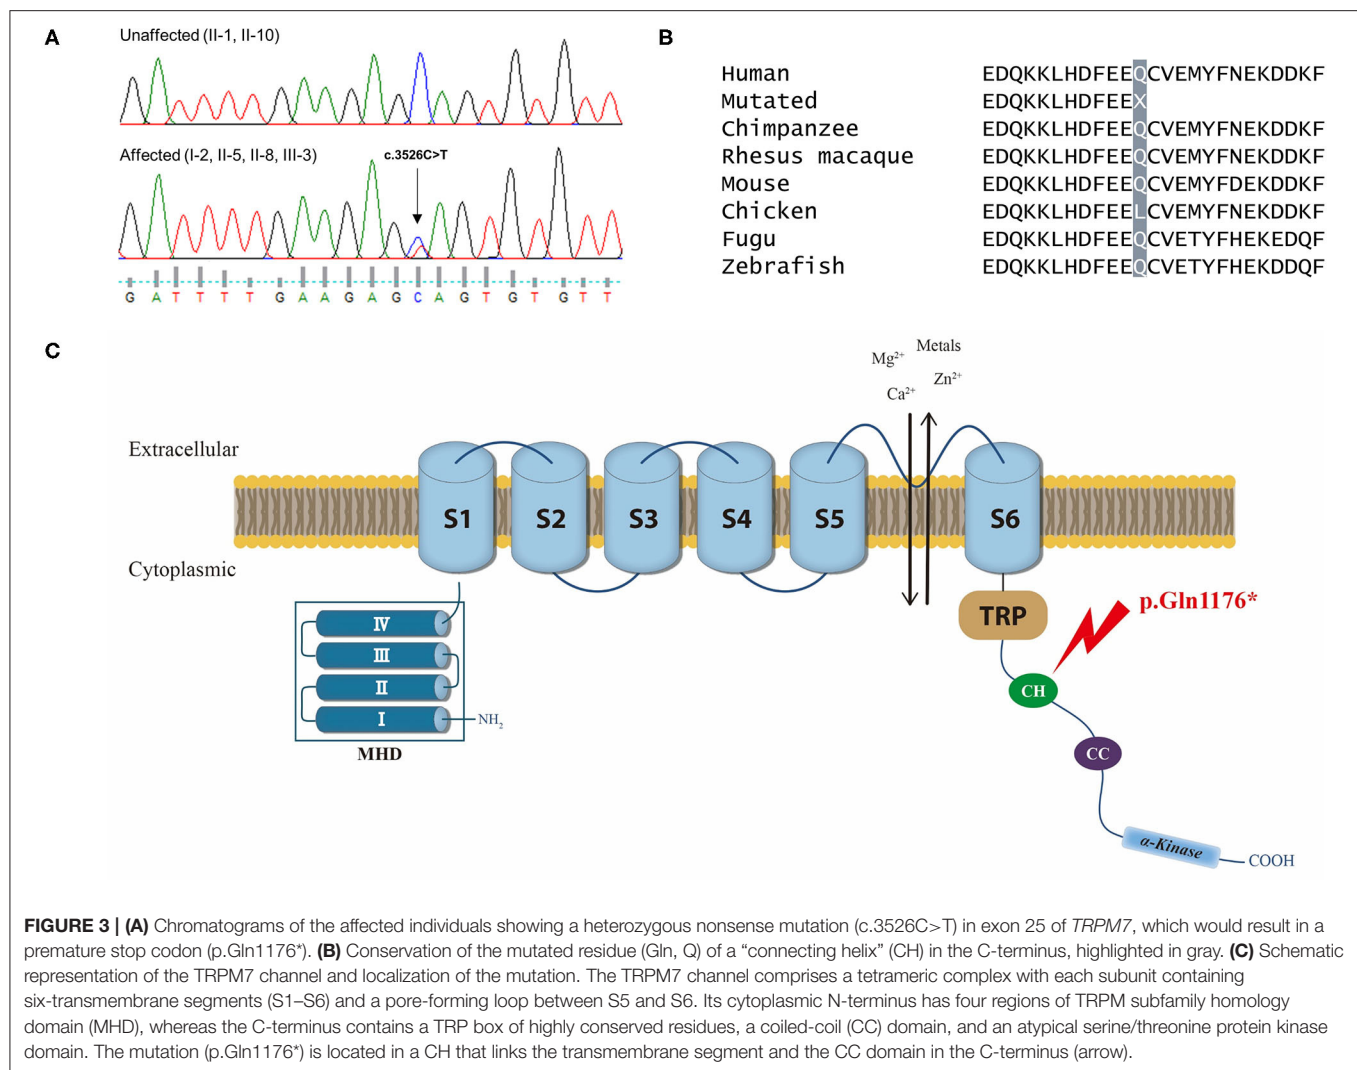 (A)
Unaffected (II-1, II-10)
Affected (I-2, II-5, II-8, III-3)
c.3526C>T
G A T T T T G A A G A G C A G T G T G T T
(B)
Human EDQKKLHDFEEQCVEMYFNEKDDKF
Mutated EDQKKLHDFEEX
Chimpanzee EDQKKLHDFEEQCVEMYFNEKDDKF
Rhesus macaque EDQKKLHDFEEQCVEMYFNEKDDKF
Mouse EDQKKLHDFEEQCVEMYFDEKDDKF
Chicken EDQKKLHDFEELCVEMYFNEKDDKF
Fugu EDQKKLHDFEEQCVETYFHEKEDQF
Zebrafish EDQKKLHDFEEQCVETYFHEKDDQF
(C)
Mg²⁺
Metals
Ca²⁺
Zn²⁺
Extracellular
S1 S2 S3 S4 S5 S6
Cytoplasmic
IV
III
II
I
NH₂
MHD
TRP
p.Gln1176*
CH
CC
α-Kinase
COOH
FIGURE 3 | (A) Chromatograms of the affected individuals showing a heterozygous nonsense mutation (c.3526C>T) in exon 25 of TRPM7, which would result in a
premature stop codon (p.Gln1176*). (B) Conservation of the mutated residue (Gln, Q) of a “connecting helix” (CH) in the C-terminus, highlighted in gray. (C) Schematic
representation of the TRPM7 channel and localization of the mutation. The TRPM7 channel comprises a tetrameric complex with each subunit containing
six-transmembrane segments (S1–S6) and a pore-forming loop between S5 and S6. Its cytoplasmic N-terminus has four regions of TRPM subfamily homology
domain (MHD), whereas the C-terminus contains a TRP box of highly conserved residues, a coiled-coil (CC) domain, and an atypical serine/threonine protein kinase
domain. The mutation (p.Gln1176*) is located in a CH that links the transmembrane segment and the CC domain in the C-terminus (arrow).